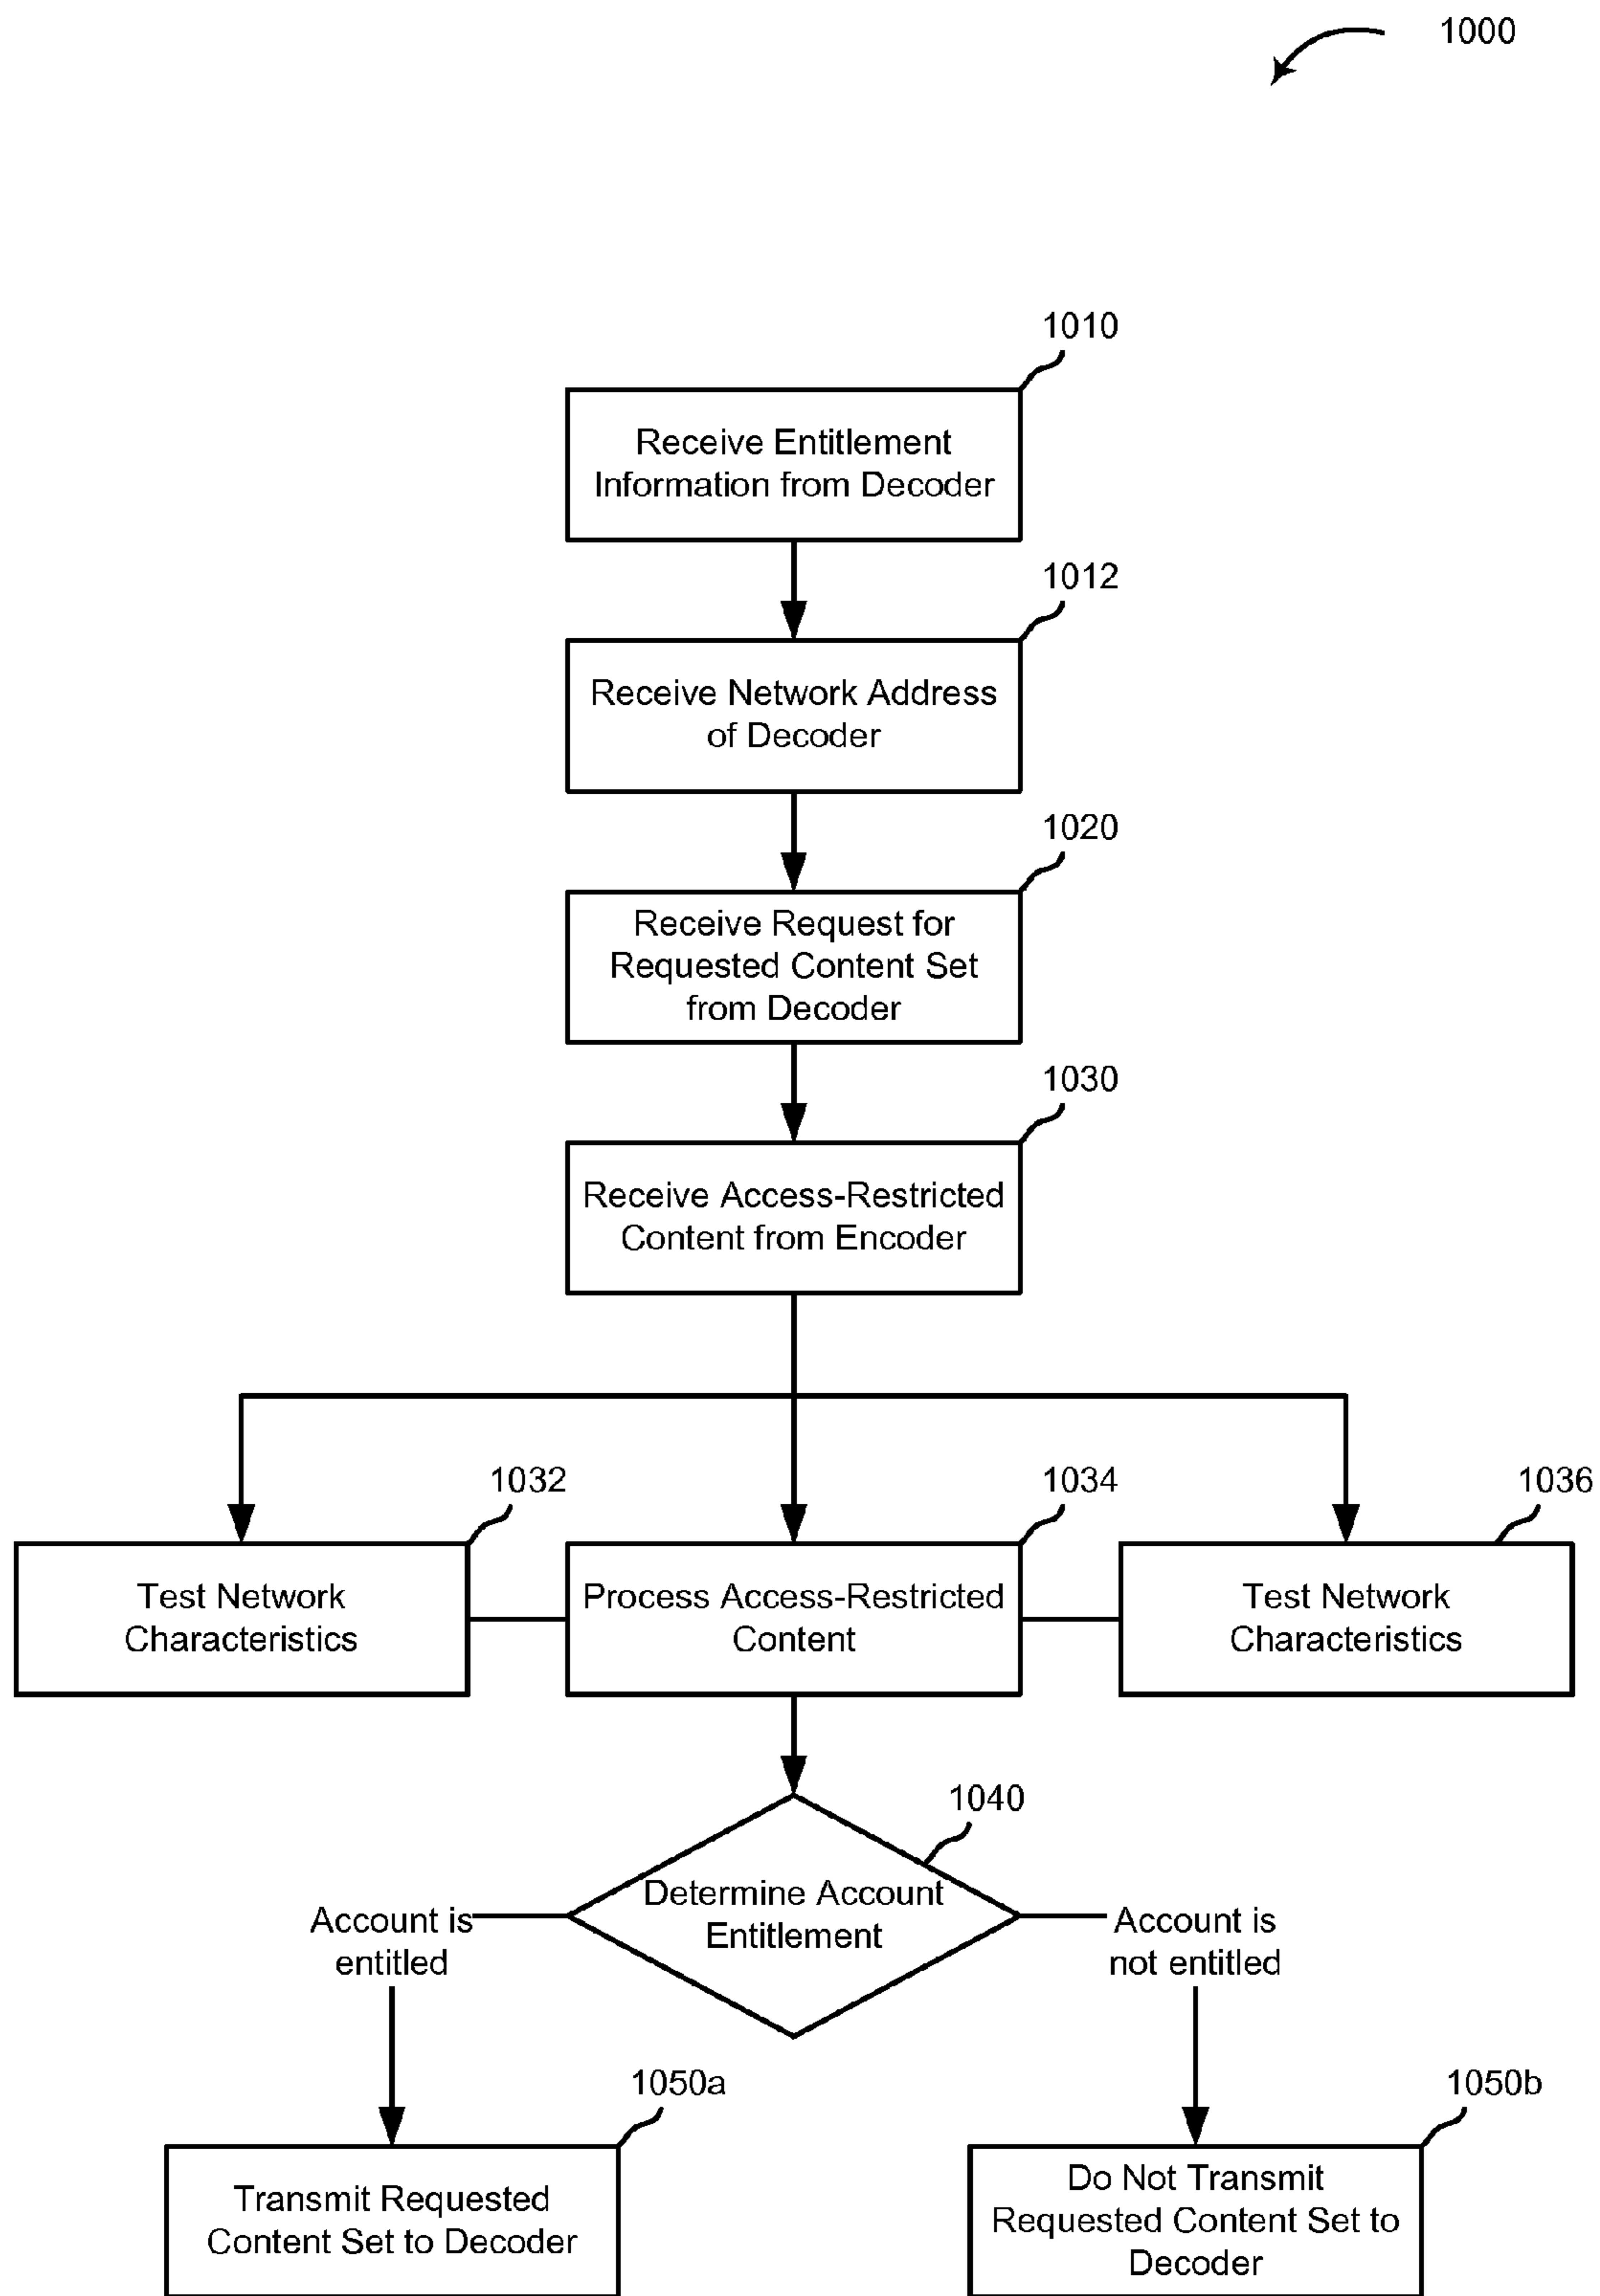 1000
1010
Receive Entitlement
Information from Decoder
1012
Receive Network Address
of Decoder
1020
Receive Request for
Requested Content Set
from Decoder
1030
Receive Access-Restricted
Content from Encoder
1032
Test Network
Characteristics
1034
Process Access-Restricted
Content
1036
Test Network
Characteristics
1040
Determine Account
Entitlement
Account is
entitled
Account is
not entitled
1050a
Transmit Requested
Content Set to Decoder
1050b
Do Not Transmit
Requested Content Set to
Decoder